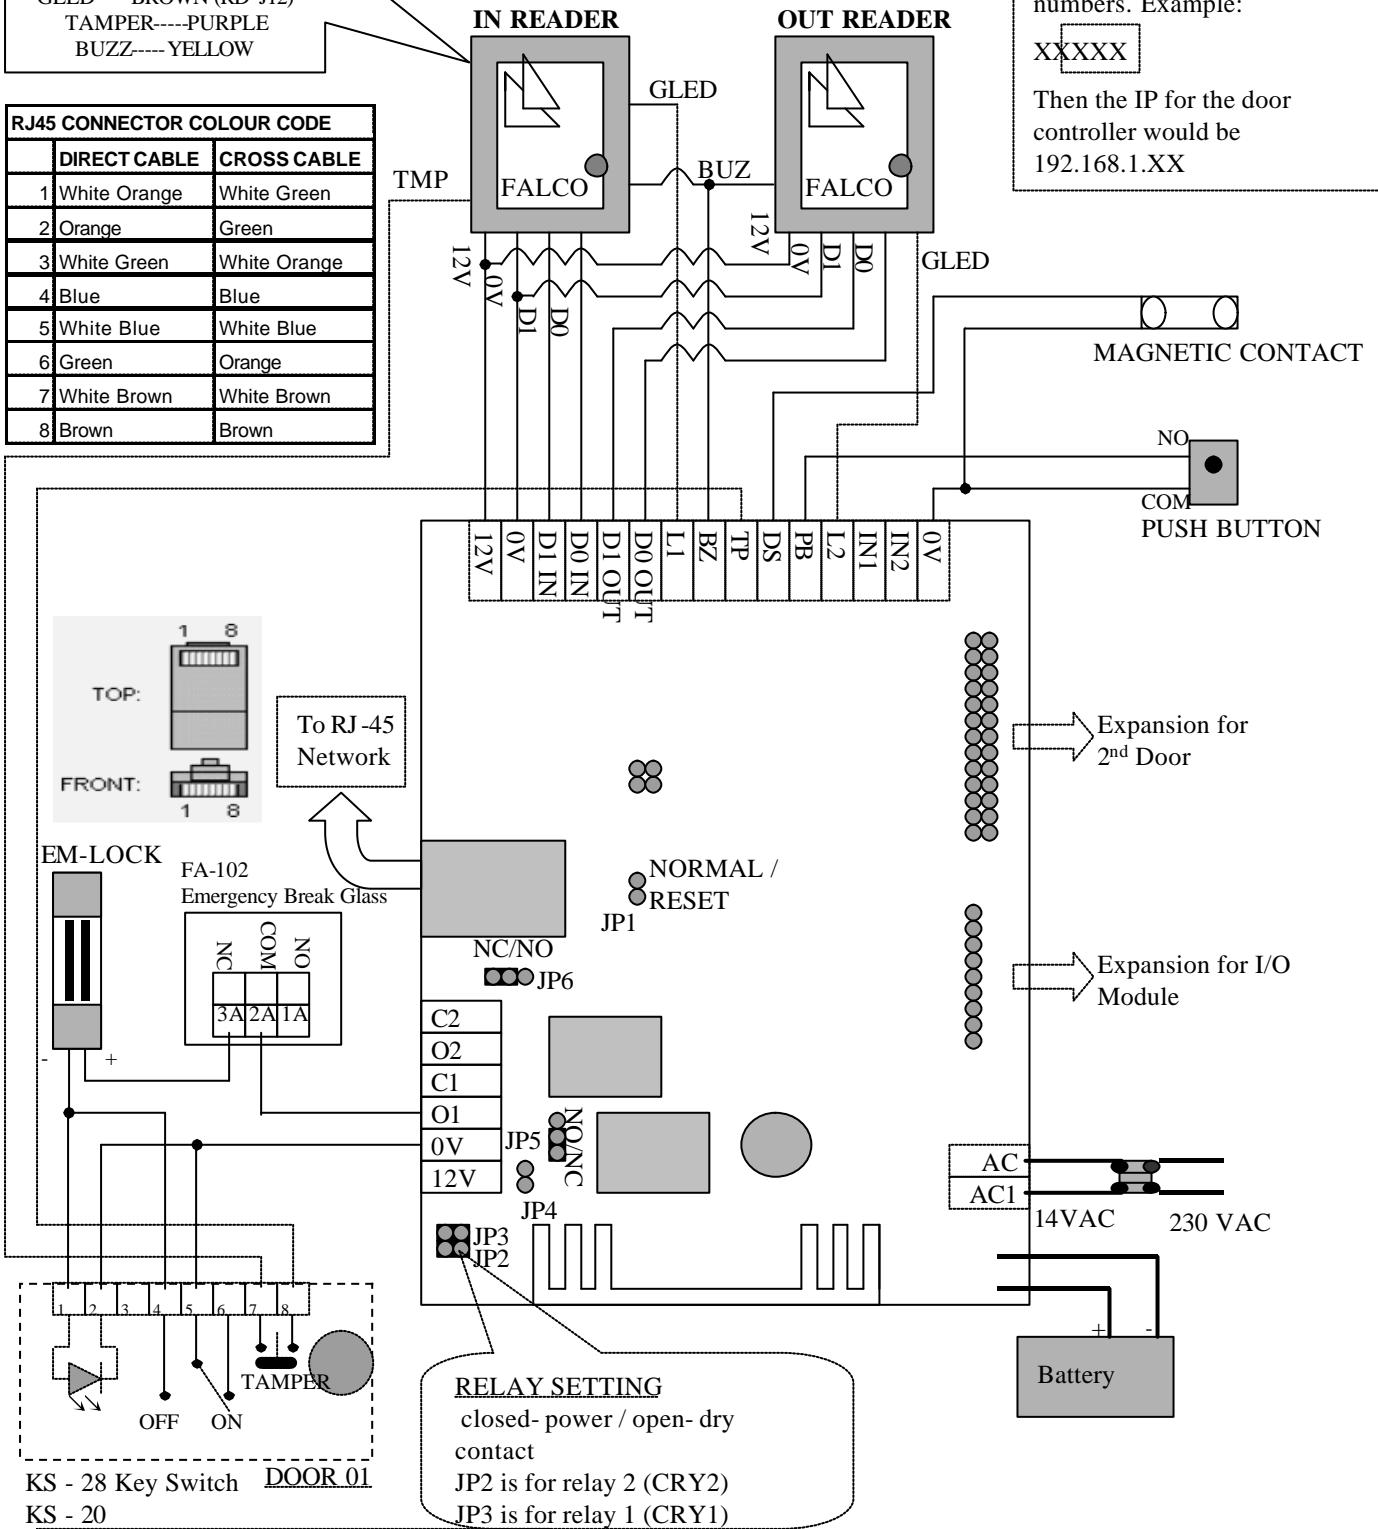 GLED-----BROWN (RD-J12)
TAMPER-----PURPLE
BUZZ-----YELLOW
IN READER
OUT READER
numbers. Example:
XXXXX
Then the IP for the door
controller would be
192.168.1.XX
RJ45 CONNECTOR COLOUR CODE
DIRECT CABLE CROSS CABLE
1 White Orange White Green
2 Orange Green
3 White Green White Orange
4 Blue Blue
5 White Blue White Blue
6 Green Orange
7 White Brown White Brown
8 Brown Brown
GLED
TMP
FALCO
BUZ
FALCO
12V
0V
D1
D0
12V
0V
D1
D0
GLED
MAGNETIC CONTACT
NO
COM
PUSH BUTTON
12V
0V
D1 IN
D0 IN
D1 OUT
D0 OUT
L1
BZ
TP
DS
PB
L2
IN1
IN2
0V
1 8
TOP:
FRONT:
1 8
To RJ-45
Network
Expansion for
2nd Door
EM-LOCK
FA-102
Emergency Break Glass
NC
COM
NO
3A 2A 1A
- +
NORMAL /
RESET
JP1
NC/NO
JP6
Expansion for I/O
Module
C2
O2
C1
O1
0V
12V
JP5
NO/NC
JP4
JP3
JP2
AC
AC1
14VAC
230 VAC
+ -
Battery
1 2 3 4 5 6 7 8
TAMPER
OFF
ON
KS - 28 Key Switch
DOOR 01
KS - 20
RELAY SETTING
closed- power / open- dry
contact
JP2 is for relay 2 (CRY2)
JP3 is for relay 1 (CRY1)